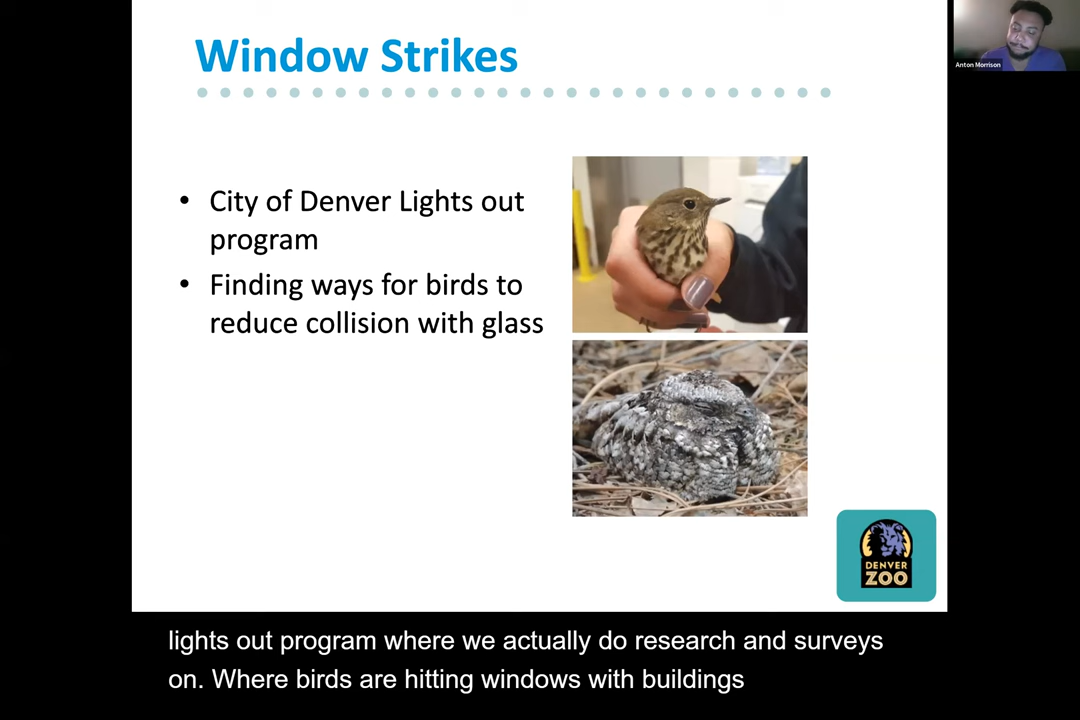 Window Strikes
Anton Morrison
• City of Denver Lights out
program
• Finding ways for birds to
reduce collision with glass
DENVER
ZOO
lights out program where we actually do research and surveys
on. Where birds are hitting windows with buildings